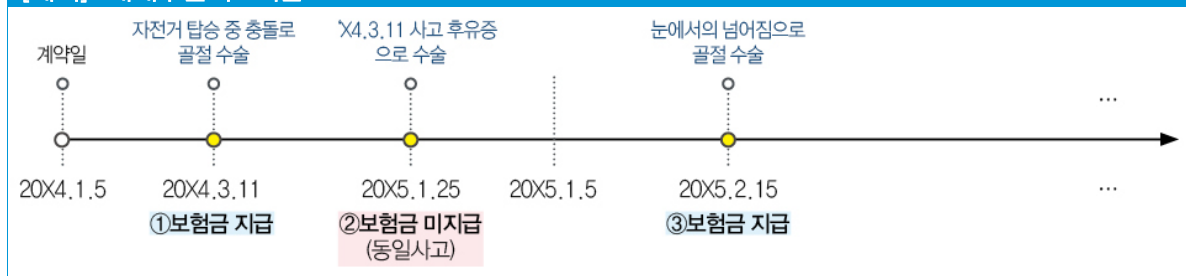 계약일
자전거 탑승 중 충돌로
골절 수술
'X4.3.11 사고 후유증
으로 수술
눈에서의 넘어짐으로
골절 수술
...
20X4.1.5
20X4.3.11
20X5.1.25
20X5.1.5
20X5.2.15
...
①보험금 지급
②보험금 미지급
(동일사고)
③보험금 지급